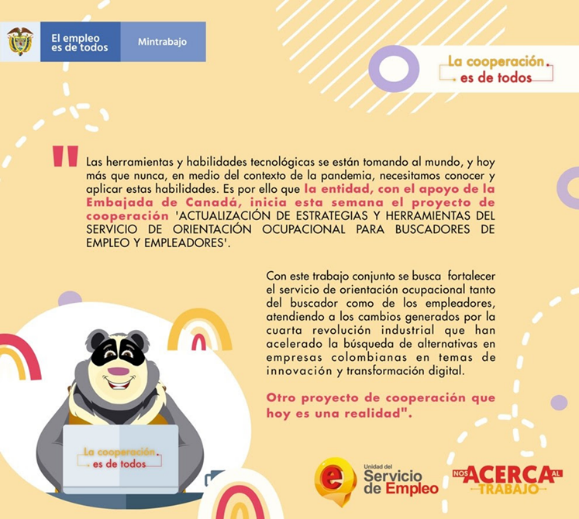 El empleo
es de todos
Mintrabajo
La cooperación
es de todos
"
Las herramientas y habilidades tecnológicas se están tomando al mundo, y hoy
más que nunca, en medio del contexto de la pandemia, necesitamos conocer y
aplicar estas habilidades. Es por ello que la entidad, con el apoyo de la
Embajada de Canadá, inicia esta semana el proyecto de
cooperación 'ACTUALIZACIÓN DE ESTRATEGIAS Y HERRAMIENTAS DEL
SERVICIO DE ORIENTACIÓN OCUPACIONAL PARA BUSCADORES DE
EMPLEO Y EMPLEADORES'.
Con este trabajo conjunto se busca fortalecer
el servicio de orientación ocupacional tanto
del buscador como de los empleadores,
atendiendo a los cambios generados por la
cuarta revolución industrial que han
acelerado la búsqueda de alternativas en
empresas colombianas en temas de
innovación y transformación digital.
Otro proyecto de cooperación que
hoy es una realidad".
La cooperación
es de todos
e
Unidad del
Servicio
de Empleo
NOS ACERCA AL
TRABAJO